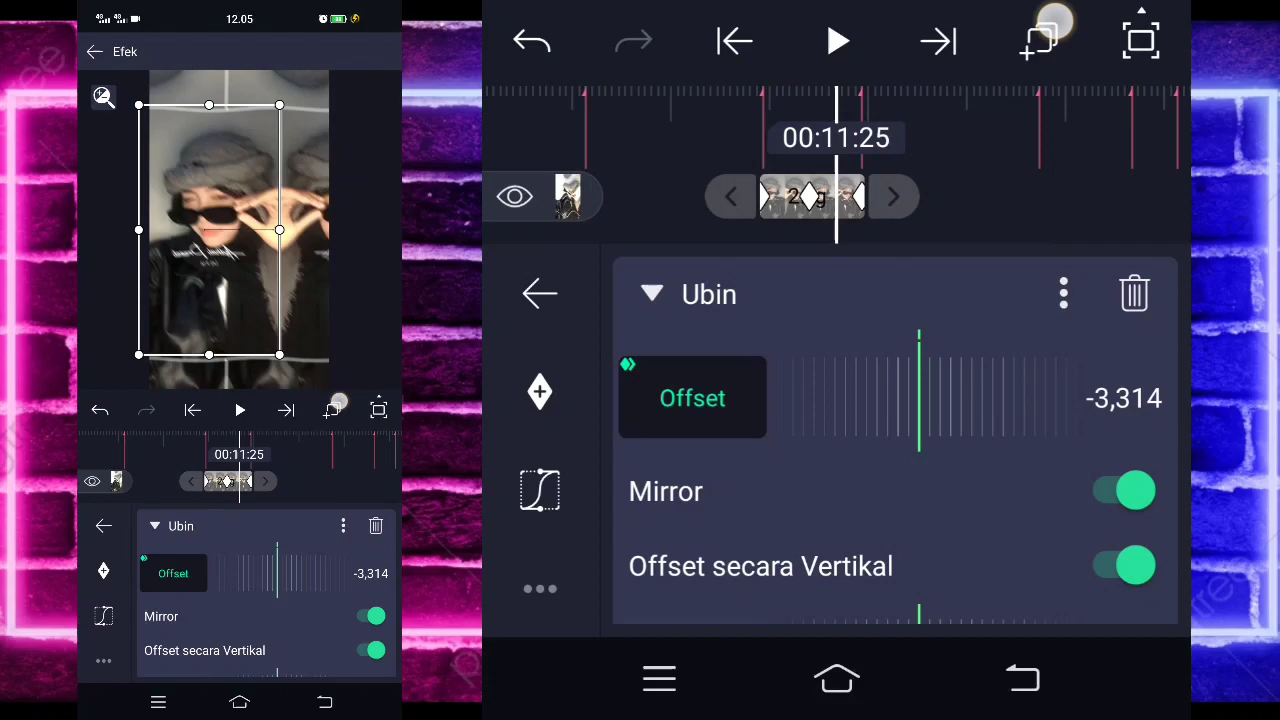 12.05
Efek
00:11:25
Ubin
Offset
-3,314
Mirror
Offset secara Vertikal
00:11:25
Ubin
Offset
-3,314
Mirror
Offset secara Vertikal